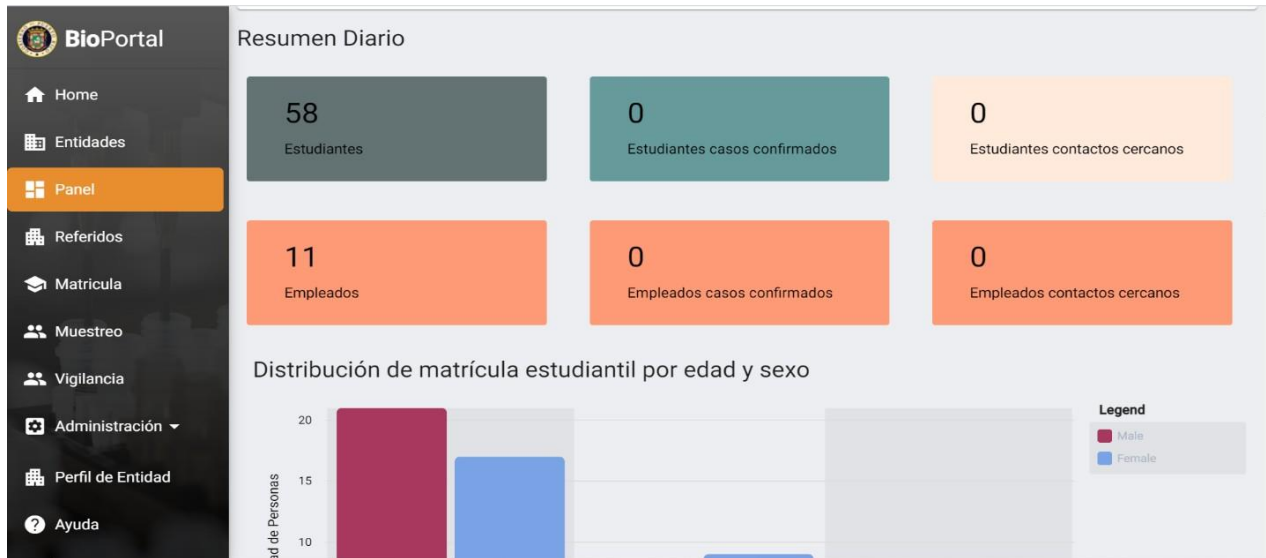 BioPortal
Home
Entidades
Panel
Referidos
Matricula
Muestreo
Vigilancia
Administración
Perfil de Entidad
Ayuda
Resumen Diario
58
Estudiantes
0
Estudiantes casos confirmados
0
Estudiantes contactos cercanos
11
Empleados
0
Empleados casos confirmados
0
Empleados contactos cercanos
Distribución de matrícula estudiantil por edad y sexo
20
15
10
de Personas
Legend
Male
Female